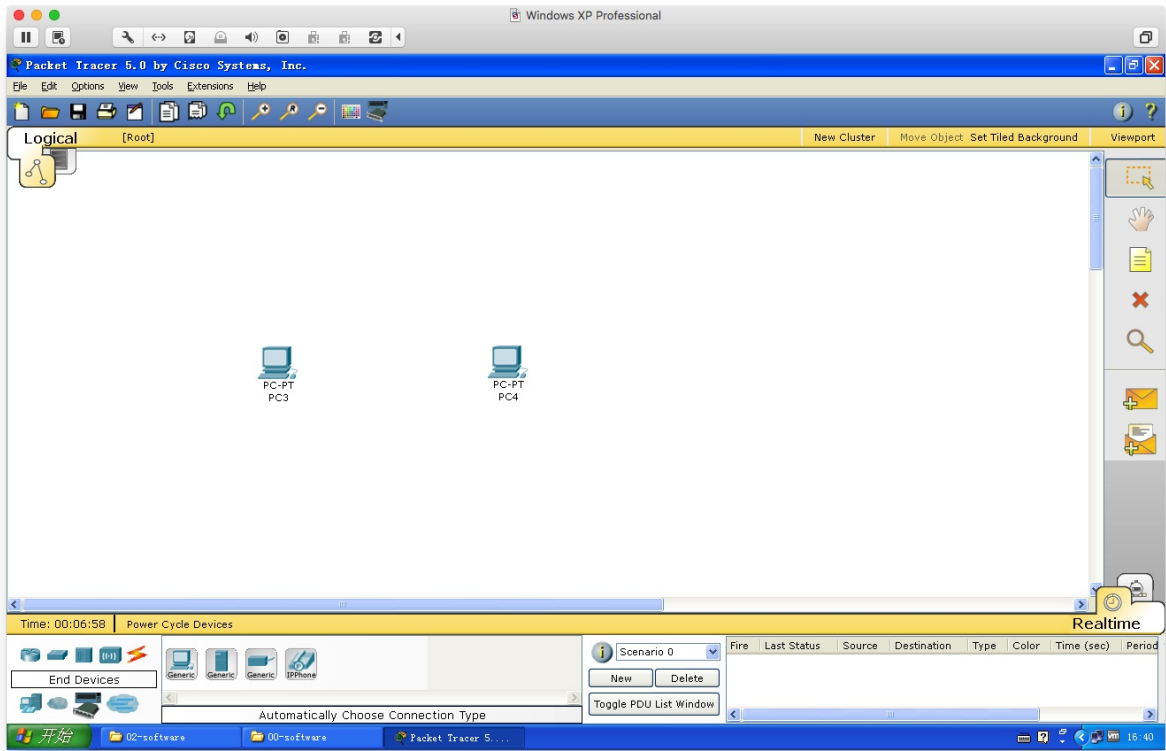 Windows XP Professional
Packet Tracer 5.0 by Cisco Systems, Inc.
File Edit Options View Tools Extensions Help
Logical [Root] New Cluster Move Object Set Tiled Background Viewport
PC-PT
PC3
PC-PT
PC4
Time: 00:06:58 Power Cycle Devices Realtime
End Devices
Generic Generic Generic IPPhone
Automatically Choose Connection Type
Scenario 0
New Delete
Toggle PDU List Window
Fire Last Status Source Destination Type Color Time (sec) Period
开始 02-software 00-software Packet Tracer 5.... 16:40